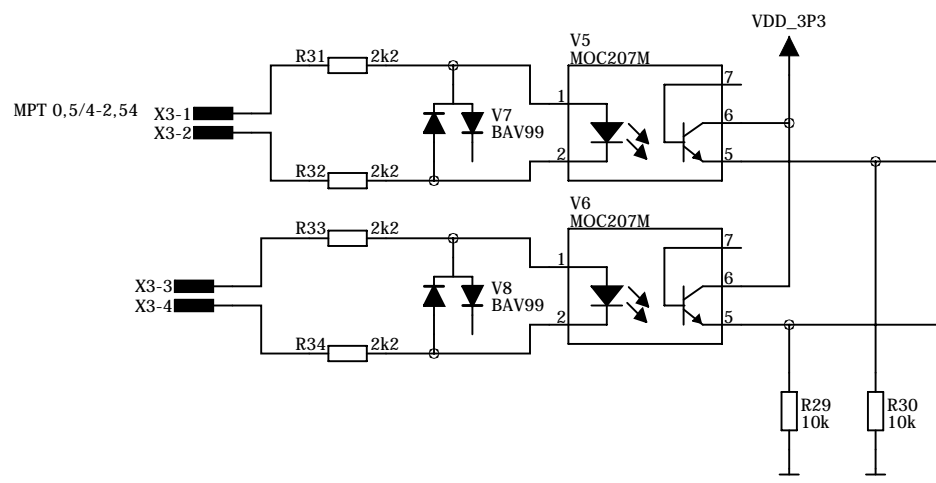 VDD_3P3
V5
MOC207M
R31 2k2
7
1
MPT 0,5/4-2,54 X3-1
X3-2
V7
BAV99
6
2
5
R32 2k2
V6
MOC207M
R33 2k2
7
1
X3-3
X3-4
V8
BAV99
6
2
5
R34 2k2
R29
10k
R30
10k